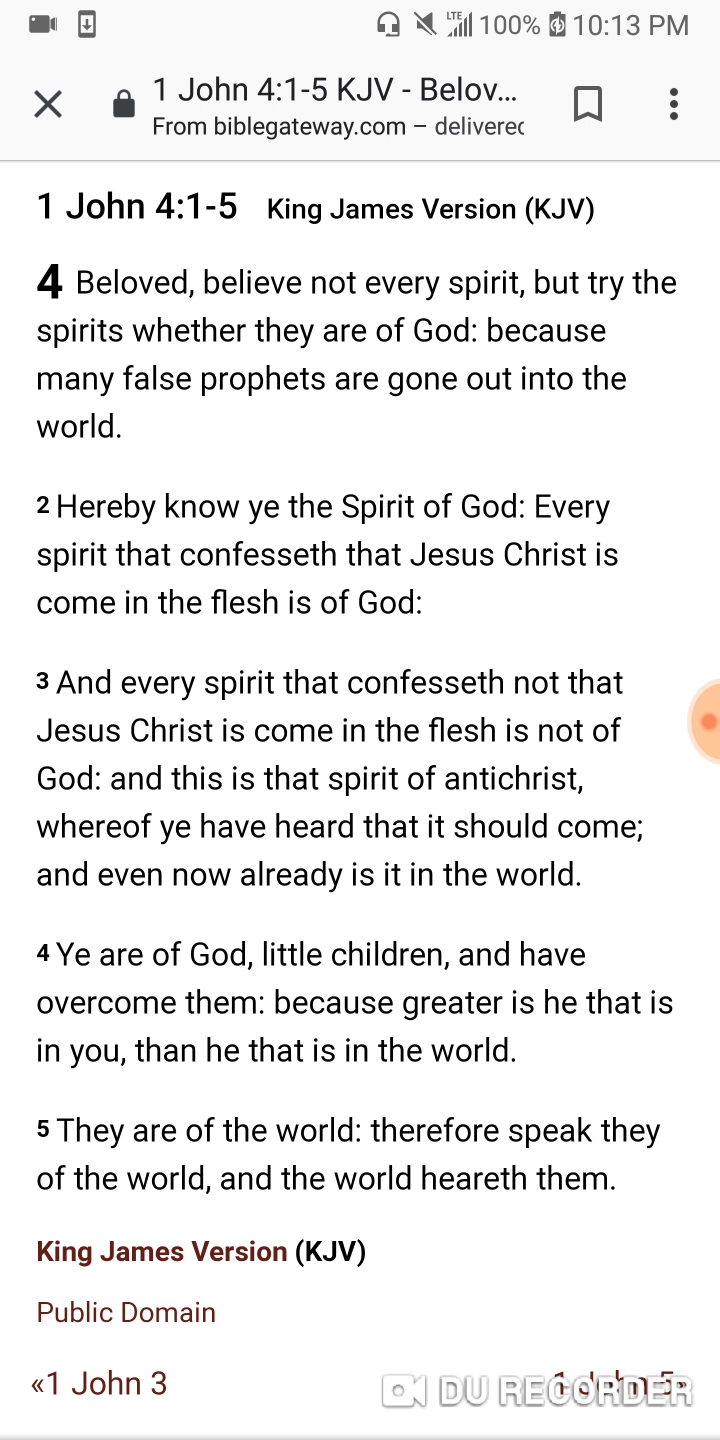 LTE 100% 10:13 PM
1 John 4:1-5 KJV - Belov...
From biblegateway.com – delivered
1 John 4:1-5 King James Version (KJV)
4 Beloved, believe not every spirit, but try the
spirits whether they are of God: because
many false prophets are gone out into the
world.
2 Hereby know ye the Spirit of God: Every
spirit that confesseth that Jesus Christ is
come in the flesh is of God:
3 And every spirit that confesseth not that
Jesus Christ is come in the flesh is not of
God: and this is that spirit of antichrist,
whereof ye have heard that it should come;
and even now already is it in the world.
4 Ye are of God, little children, and have
overcome them: because greater is he that is
in you, than he that is in the world.
5 They are of the world: therefore speak they
of the world, and the world heareth them.
King James Version (KJV)
Public Domain
«1 John 3 1 John 5»
DU RECORDER